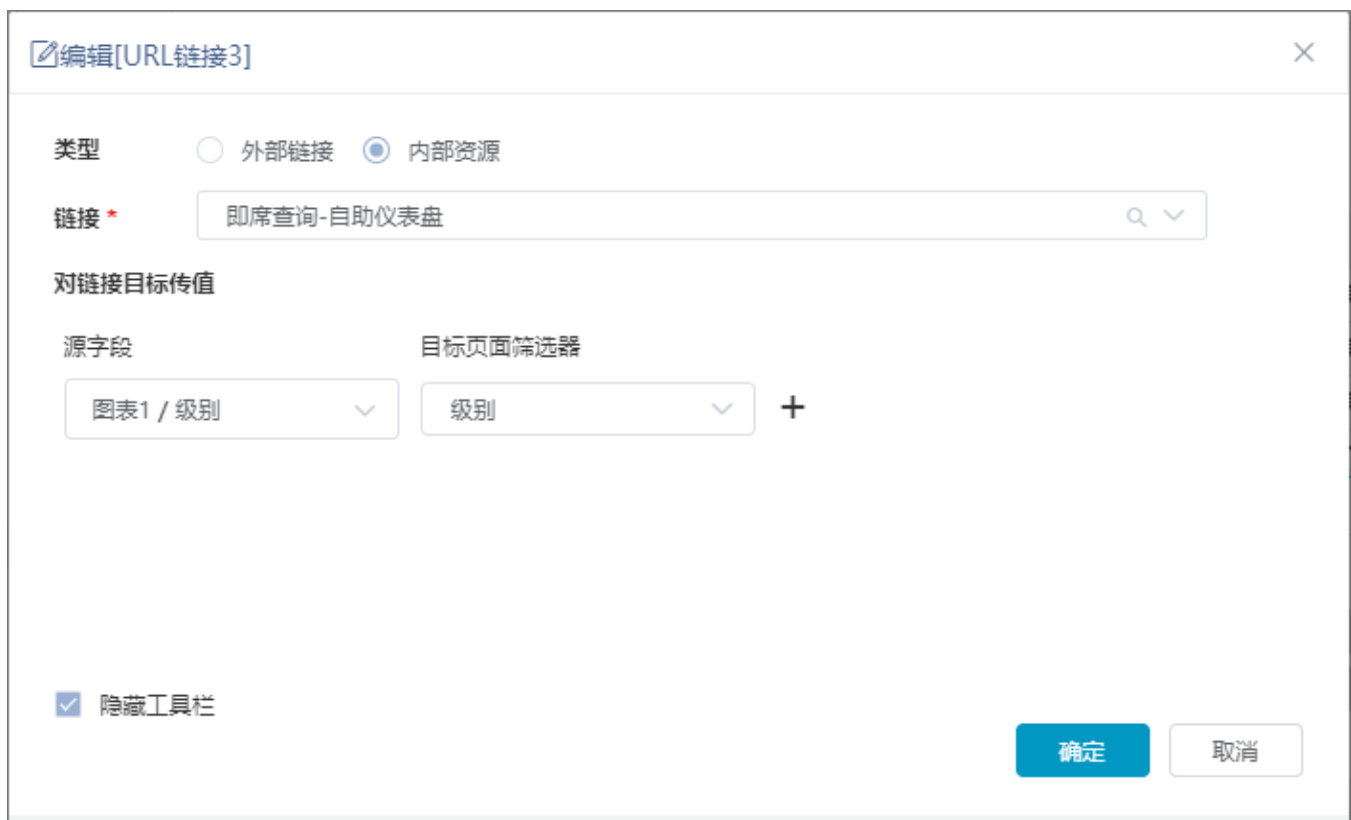 编辑[URL链接3]
类型 外部链接 内部资源
链接 * 即席查询-自助仪表盘
对链接目标传值
源字段 目标页面筛选器
图表1 / 级别 级别 +
隐藏工具栏
确定 取消